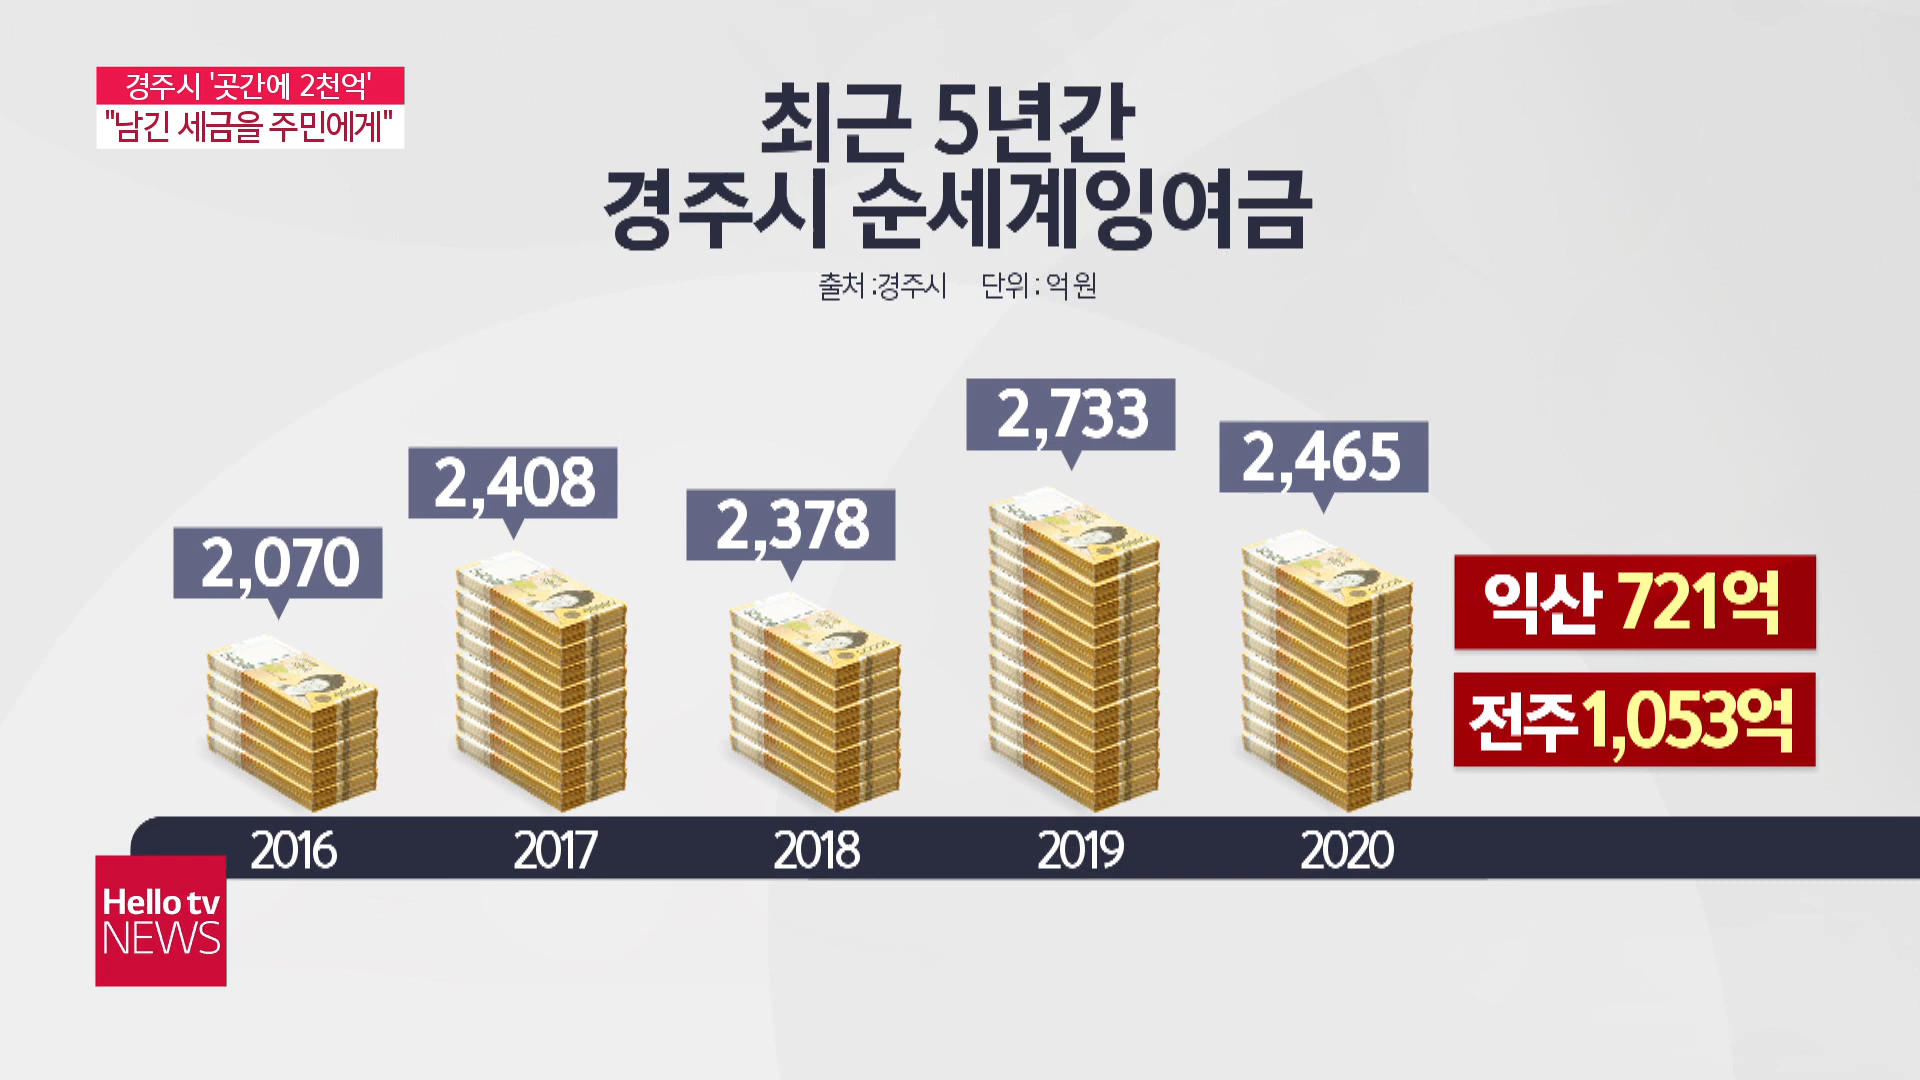 경주시 '곳간에 2천억'
"남긴 세금을 주민에게"
최근 5년간
경주시 순세계잉여금
출처 :경주시 단위 : 억 원
2,070
2,408
2,378
2,733
2,465
익산 721억
전주1,053억
2016
2017
2018
2019
2020
Hello tv
NEWS